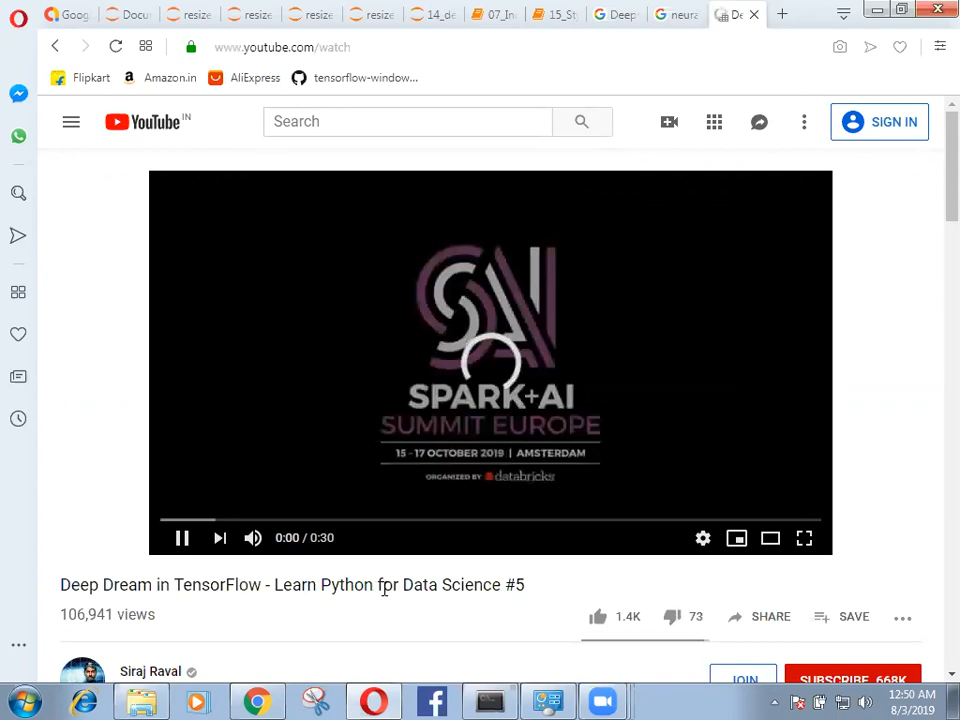 Goog
Docu
resize
resize
resize
resize
14_de
07_In
15_St
Deep
neura
De
www.youtube.com/watch
Flipkart
a Amazon.in
AliExpress
tensorflow-window...
YouTube IN
Search
SIGN IN
SAI
SPARK+AI
SUMMIT EUROPE
15 - 17 OCTOBER 2019 | AMSTERDAM
ORGANIZED BY databricks
0:00 / 0:30
Deep Dream in TensorFlow - Learn Python for Data Science #5
106,941 views
1.4K
73
SHARE
SAVE
Siraj Raval
JOIN
SUBSCRIBE 668K
12:50 AM
8/3/2019